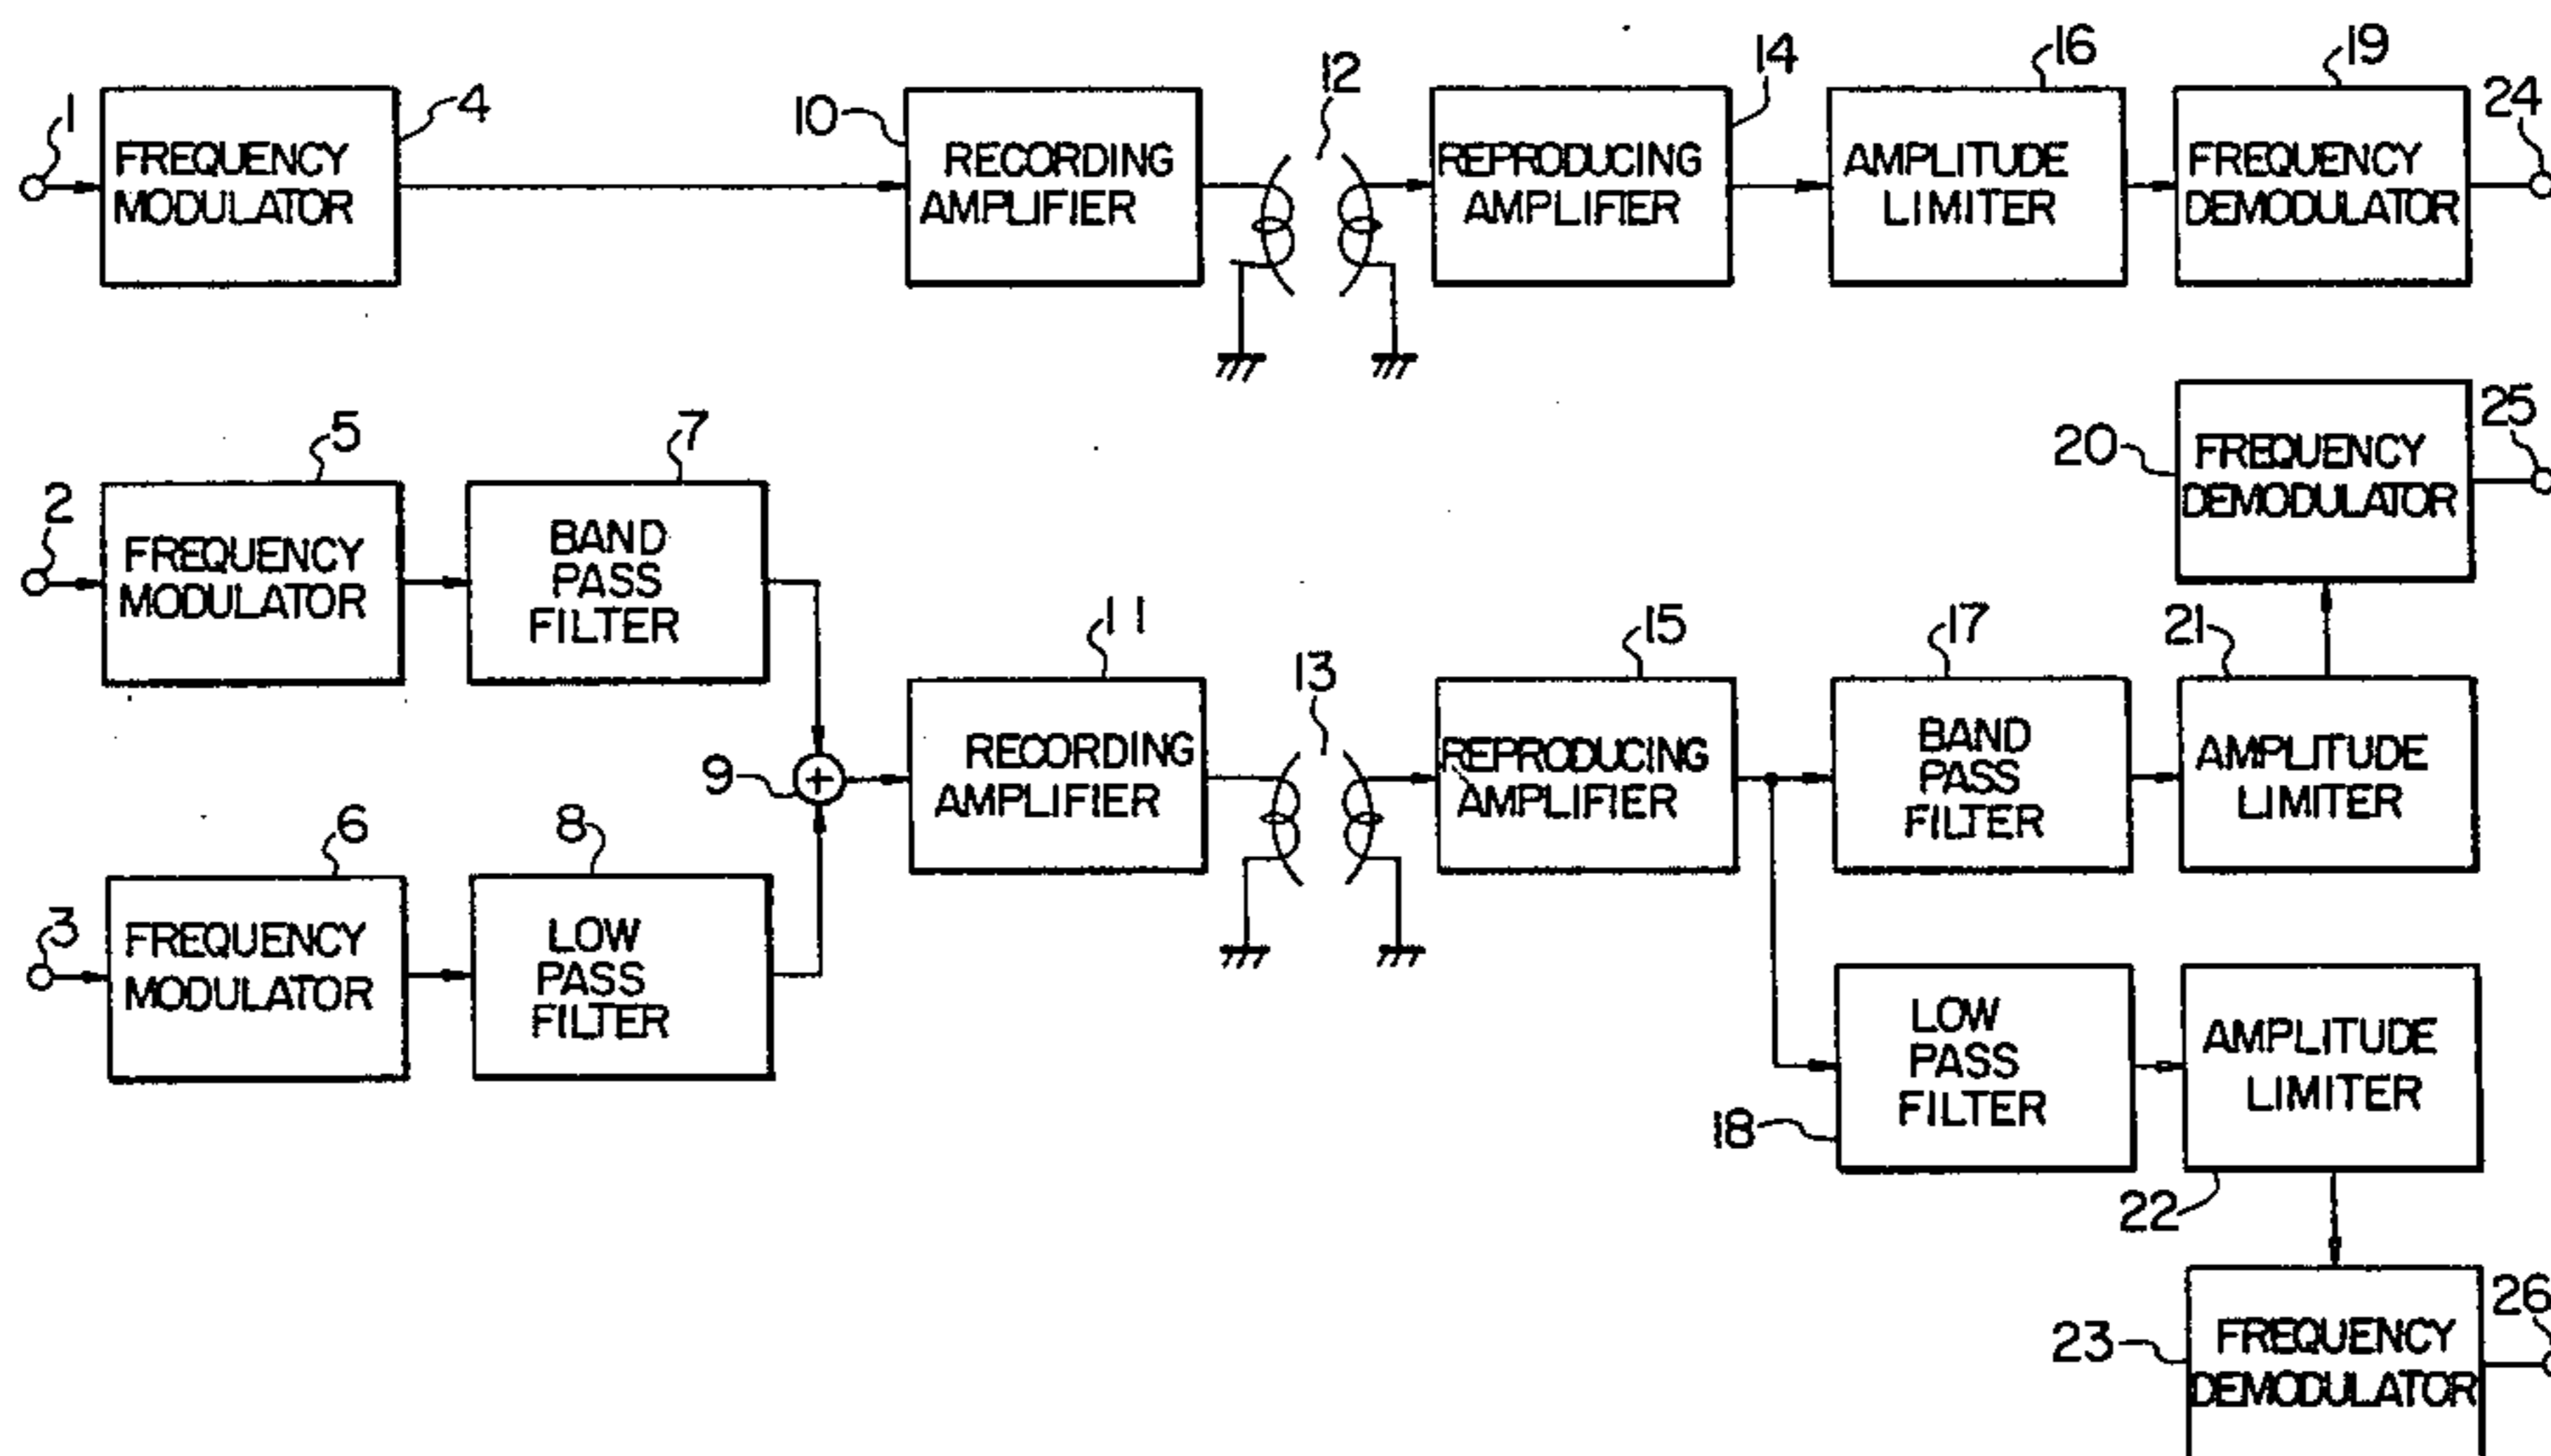 1
FREQUENCY
MODULATOR
4
10
RECORDING
AMPLIFIER
12
REPRODUCING
AMPLIFIER
14
AMPLITUDE
LIMITER
16
FREQUENCY
DEMODULATOR
19
24
2
FREQUENCY
MODULATOR
5
BAND
PASS
FILTER
7
20
FREQUENCY
DEMODULATOR
25
3
FREQUENCY
MODULATOR
6
LOW
PASS
FILTER
8
9
+
RECORDING
AMPLIFIER
11
13
REPRODUCING
AMPLIFIER
15
BAND
PASS
FILTER
17
AMPLITUDE
LIMITER
21
LOW
PASS
FILTER
18
AMPLITUDE
LIMITER
22
23
FREQUENCY
DEMODULATOR
26